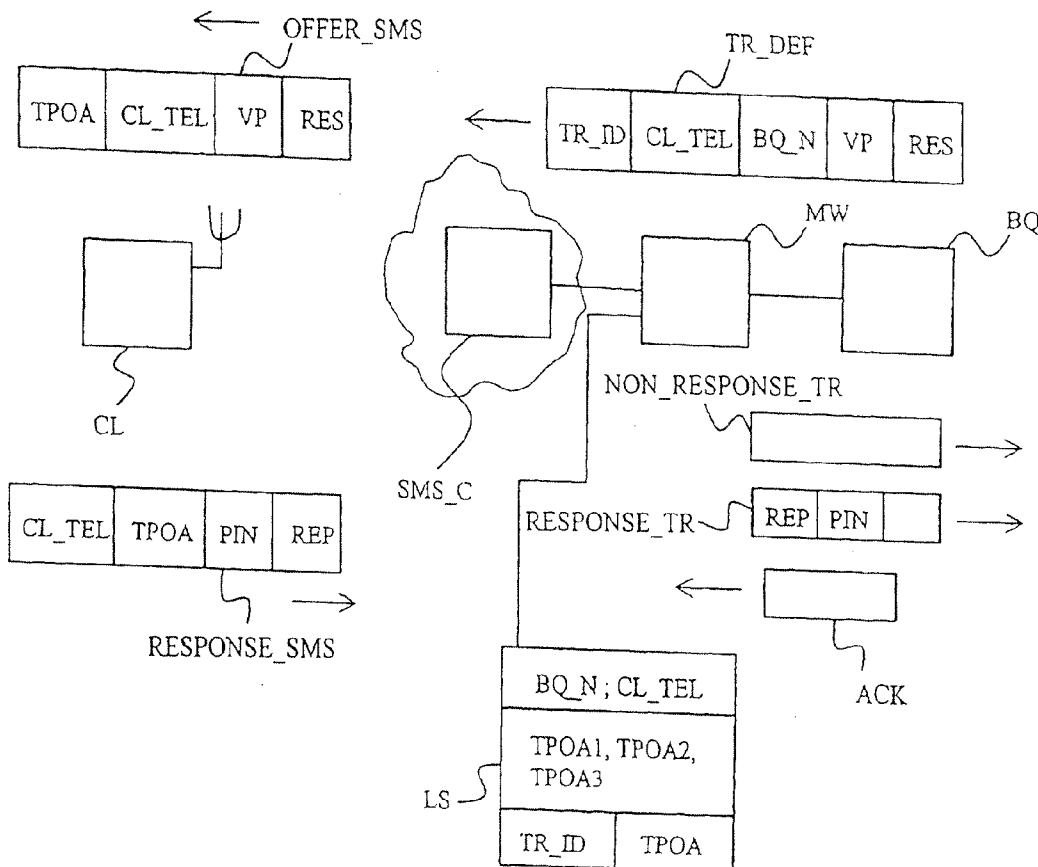 OFFER_SMS
TPOA CL_TEL VP RES
TR_DEF
TR_ID CL_TEL BQ_N VP RES
MW
BQ
CL
SMS_C
NON_RESPONSE_TR
RESPONSE_TR
REP PIN
CL_TEL TPOA PIN REP
RESPONSE_SMS
ACK
BQ_N ; CL_TEL
TPOA1, TPOA2,
TPOA3
LS
TR_ID TPOA